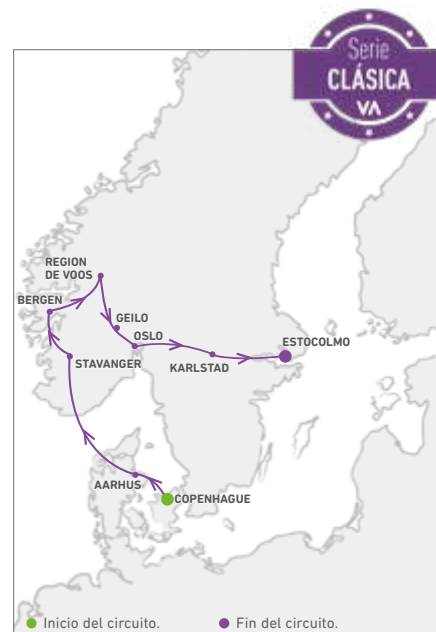 Serie
CLÁSICA
VA
REGION
DE VOOS
BERGEN
GEILO
OSLO
ESTOCOLMO
STAVANGER
KARLSTAD
AARHUS
COPENHAGUE
Inicio del circuito.
Fin del circuito.